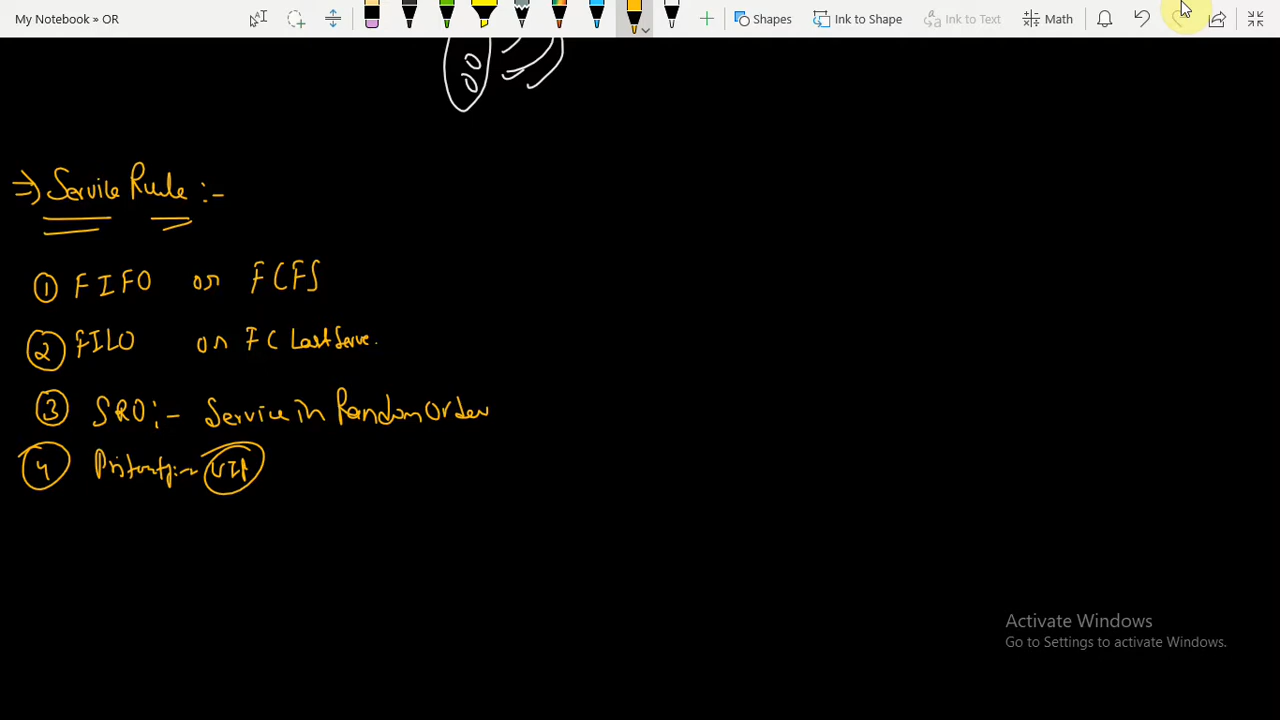 My Notebook » OR
Shapes
Ink to Shape
Ink to Text
Math
⇒ Service Rule :-
① FIFO or FCFS
② FILO or FC Last Serve.
③ SRO :- Service in Random Order
④ :- VIP
Activate Windows
Go to Settings to activate Windows.